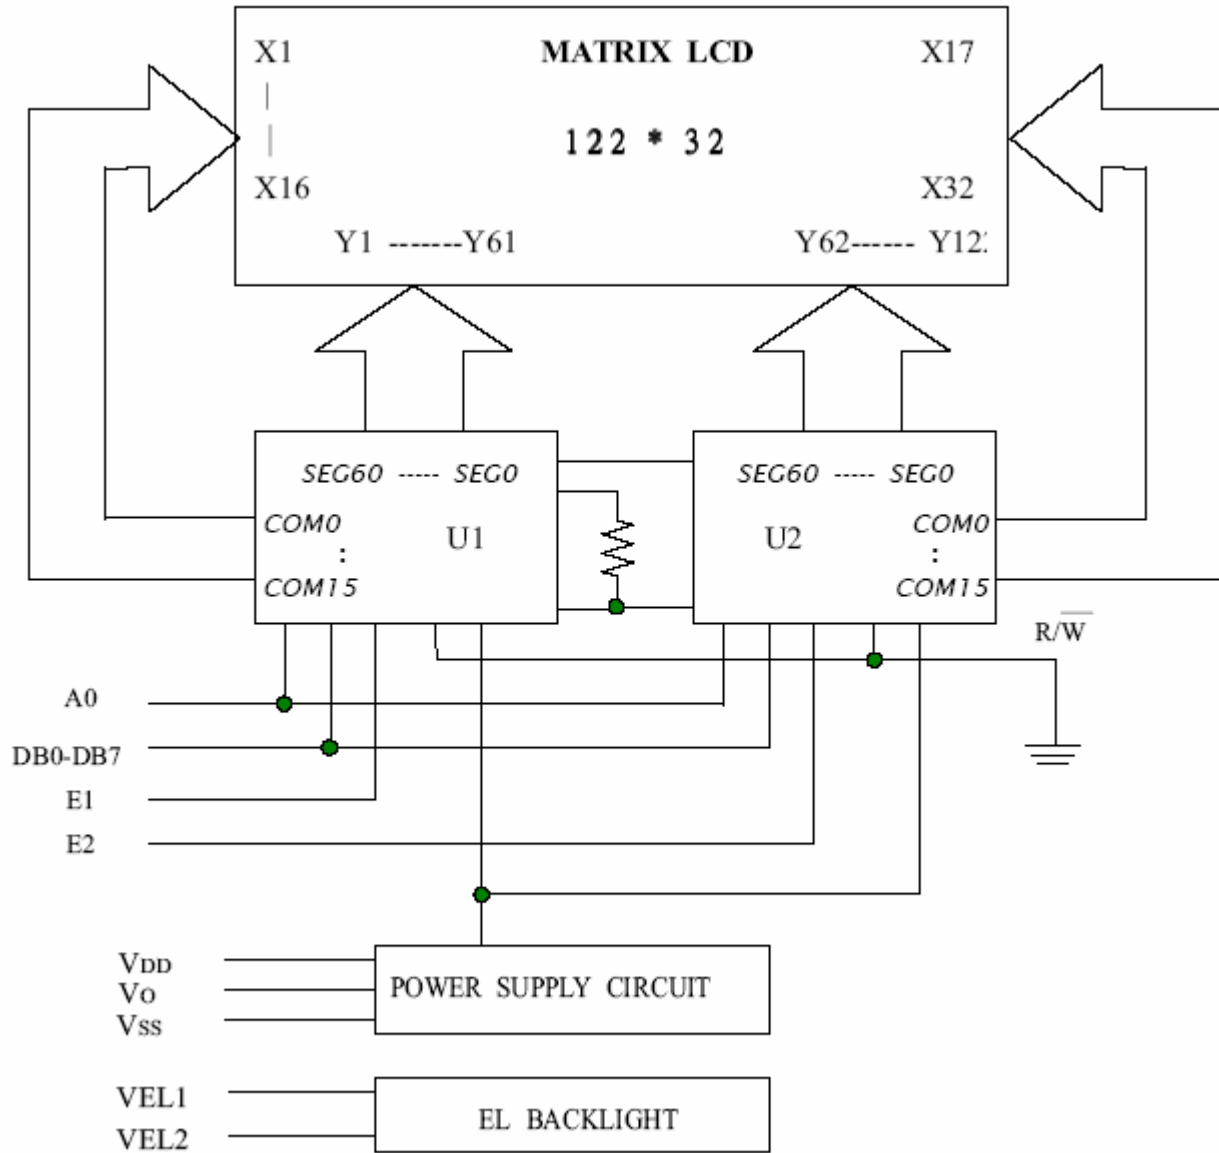 X1 MATRIX LCD X17
122 * 32
X16 X32
Y1 -------Y61 Y62------ Y122
SEG60 ----- SEG0 SEG60 ----- SEG0
COM0 U1 U2 COM0
: :
COM15 COM15
R/W̅
A0
DB0-DB7
E1
E2
VDD
VO POWER SUPPLY CIRCUIT
VSS
VEL1
EL BACKLIGHT
VEL2